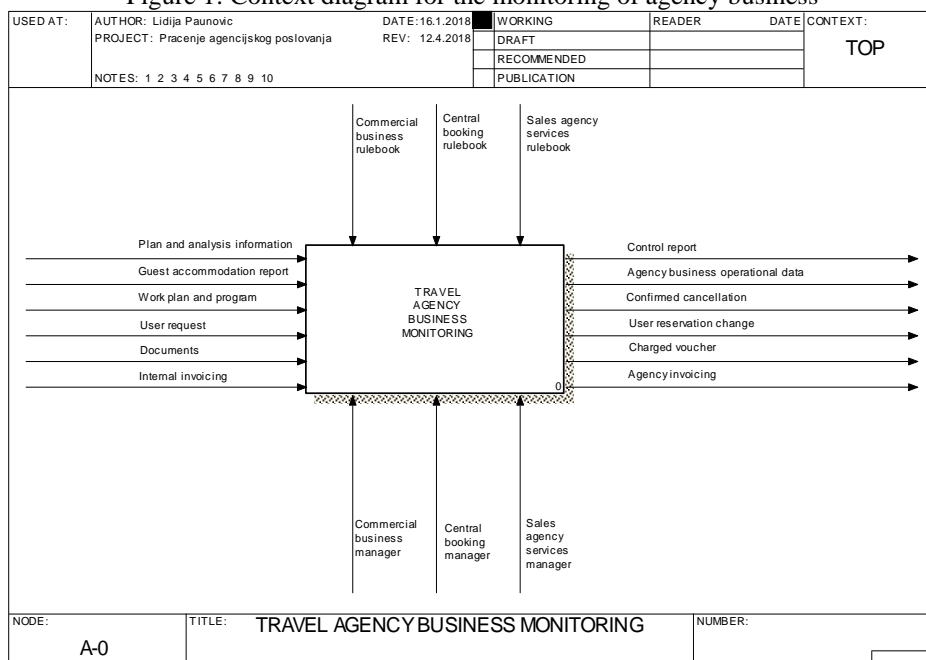 Figure 1. Context diagram for the monitoring of agency business
USED AT:
AUTHOR: Lidija Paunovic
DATE:16.1.2018
WORKING
READER
DATE
CONTEXT:
PROJECT: Pracenje agencijskog poslovanja
REV: 12.4.2018
DRAFT
TOP
RECOMMENDED
NOTES: 1 2 3 4 5 6 7 8 9 10
PUBLICATION
Commercial
business
rulebook
Central
booking
rulebook
Sales agency
services
rulebook
Plan and analysis information
Guest accommodation report
Work plan and program
User request
Documents
Internal invoicing
TRAVEL
AGENCY
BUSINESS
MONITORING
0
Control report
Agency business operational data
Confirmed cancellation
User reservation change
Charged voucher
Agency invoicing
Commercial
business
manager
Central
booking
manager
Sales
agency
services
manager
NODE:
A-0
TITLE:
TRAVEL AGENCY BUSINESS MONITORING
NUMBER: